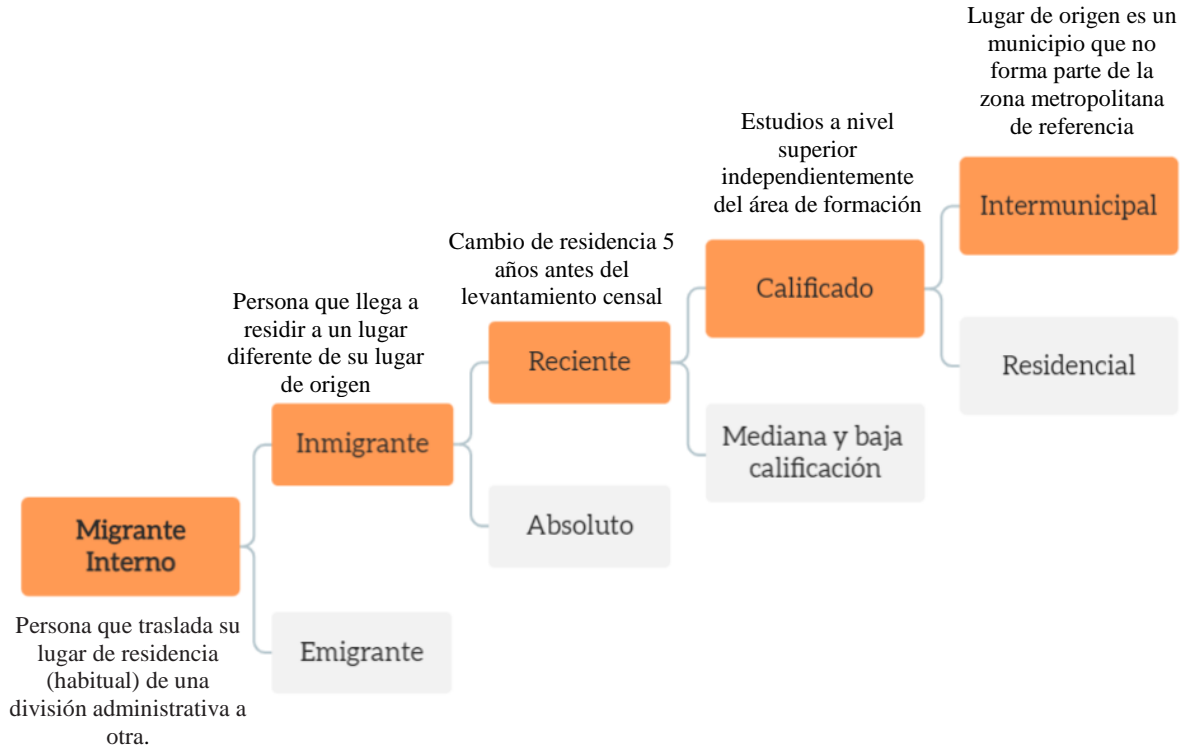 Lugar de origen es un
municipio que no
forma parte de la
zona metropolitana
de referencia
Intermunicipal
Residencial
Estudios a nivel
superior
independientemente
del área de formación
Calificado
Mediana y baja
calificación
Cambio de residencia 5
años antes del
levantamiento censal
Reciente
Absoluto
Persona que llega a
residir a un lugar
diferente de su lugar
de origen
Inmigrante
Emigrante
Migrante
Interno
Persona que traslada su
lugar de residencia
(habitual) de una
división administrativa a
otra.